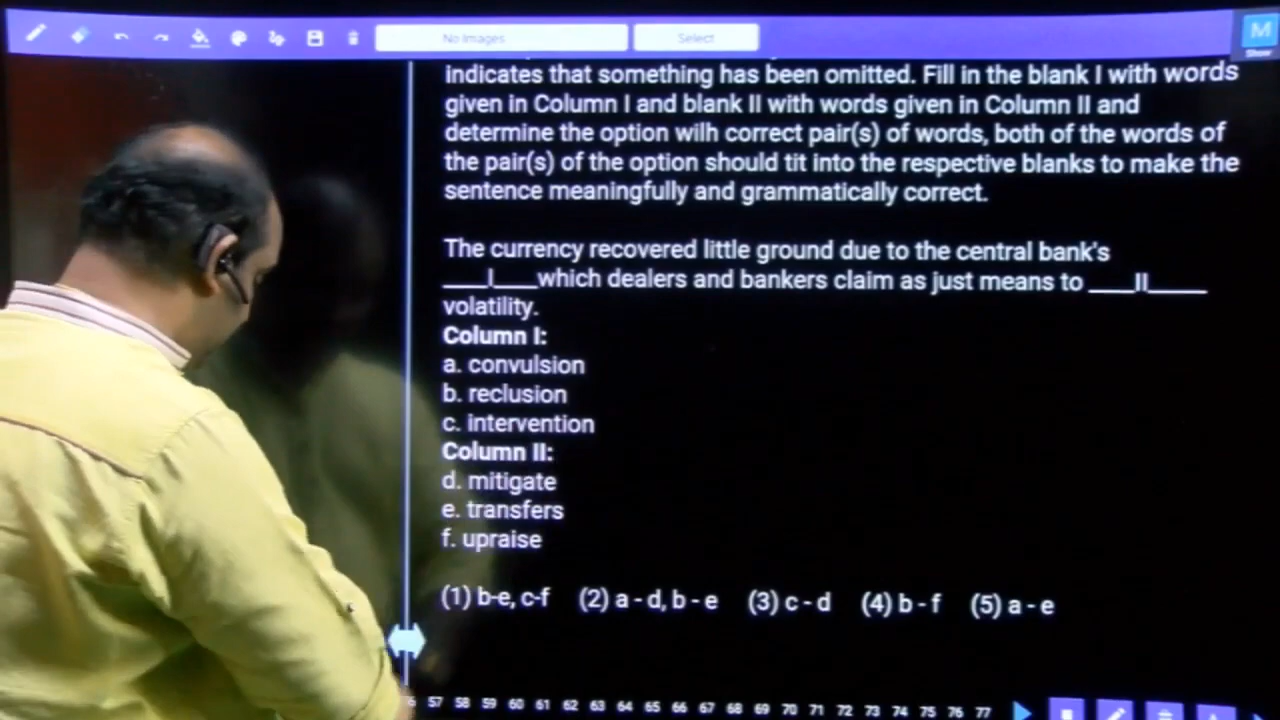 No Images
Select
M
Show
indicates that something has been omitted. Fill in the blank I with words
given in Column I and blank II with words given in Column II and
determine the option wilh correct pair(s) of words, both of the words of
the pair(s) of the option should tit into the respective blanks to make the
sentence meaningfully and grammatically correct.
The currency recovered little ground due to the central bank's
____I____which dealers and bankers claim as just means to ____II_____
volatility.
Column I:
a. convulsion
b. reclusion
c. intervention
Column II:
d. mitigate
e. transfers
f. upraise
(1) b-e, c-f (2) a - d, b - e (3) c - d (4) b - f (5) a - e
57 58 59 60 61 62 63 64 65 66 67 68 69 70 71 72 73 74 75 76 77